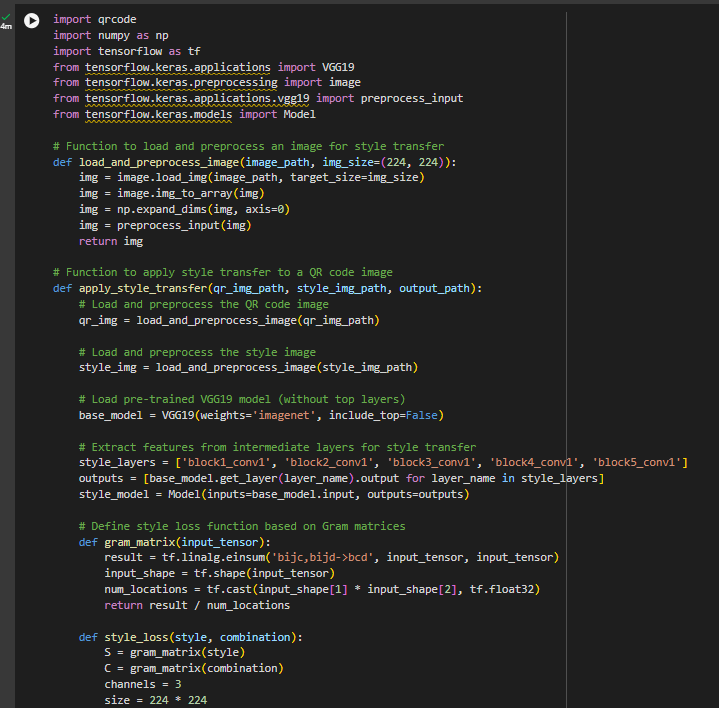 import qrcode
4m
import numpy as np
import tensorflow as tf
from tensorflow.keras.applications import VGG19
from tensorflow.keras.preprocessing import image
from tensorflow.keras.applications.vgg19 import preprocess_input
from tensorflow.keras.models import Model
# Function to load and preprocess an image for style transfer
def load_and_preprocess_image(image_path, img_size=(224, 224)):
    img = image.load_img(image_path, target_size=img_size)
    img = image.img_to_array(img)
    img = np.expand_dims(img, axis=0)
    img = preprocess_input(img)
    return img
# Function to apply style transfer to a QR code image
def apply_style_transfer(qr_img_path, style_img_path, output_path):
    # Load and preprocess the QR code image
    qr_img = load_and_preprocess_image(qr_img_path)
    # Load and preprocess the style image
    style_img = load_and_preprocess_image(style_img_path)
    # Load pre-trained VGG19 model (without top layers)
    base_model = VGG19(weights='imagenet', include_top=False)
    # Extract features from intermediate layers for style transfer
    style_layers = ['block1_conv1', 'block2_conv1', 'block3_conv1', 'block4_conv1', 'block5_conv1']
    outputs = [base_model.get_layer(layer_name).output for layer_name in style_layers]
    style_model = Model(inputs=base_model.input, outputs=outputs)
    # Define style loss function based on Gram matrices
    def gram_matrix(input_tensor):
        result = tf.linalg.einsum('bijc,bijd->bcd', input_tensor, input_tensor)
        input_shape = tf.shape(input_tensor)
        num_locations = tf.cast(input_shape[1] * input_shape[2], tf.float32)
        return result / num_locations
    def style_loss(style, combination):
        S = gram_matrix(style)
        C = gram_matrix(combination)
        channels = 3
        size = 224 * 224